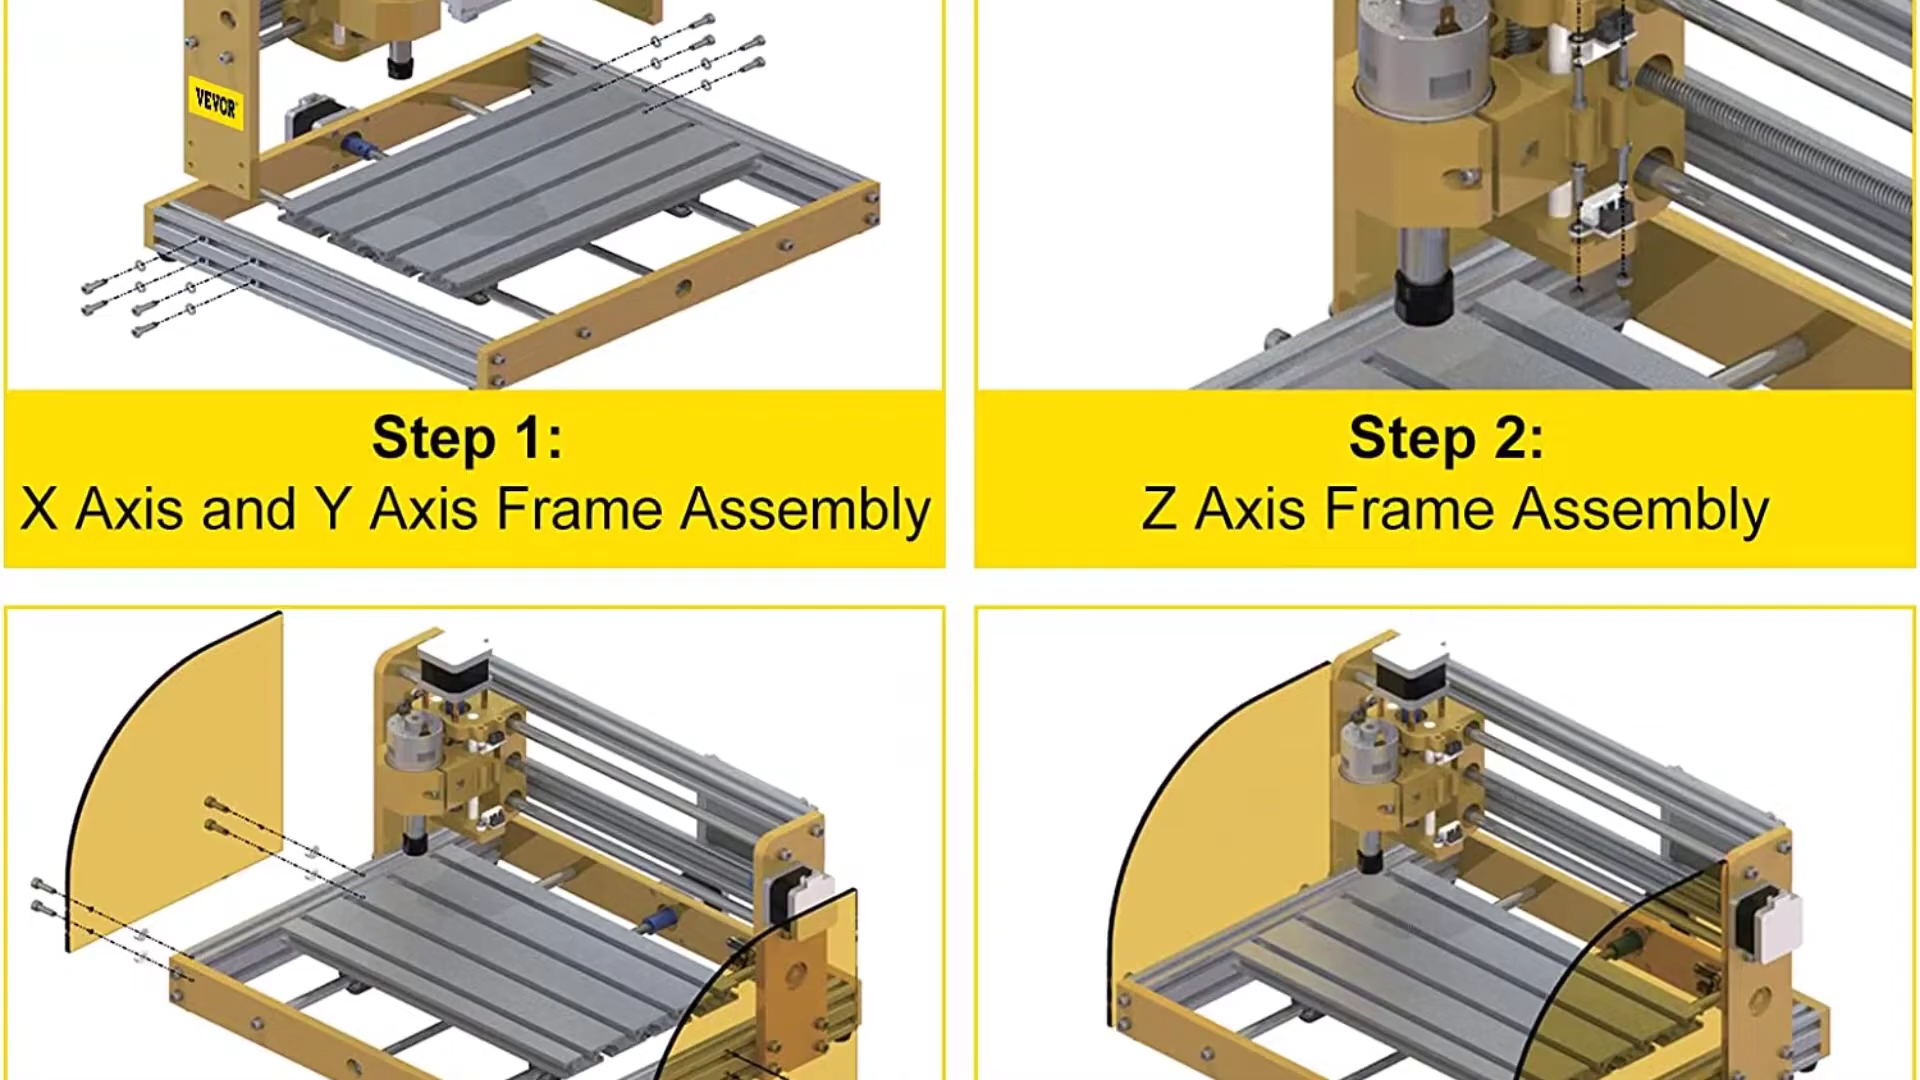 VEVOR
Step 1:
X Axis and Y Axis Frame Assembly
Step 2:
Z Axis Frame Assembly